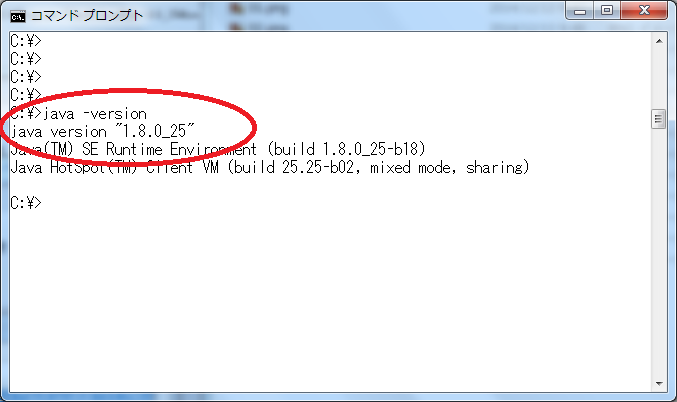 コマンド プロンプト
C:¥>
C:¥>
C:¥>
C:¥>
C:¥>java -version
java version "1.8.0_25"
Java(TM) SE Runtime Environment (build 1.8.0_25-b18)
Java HotSpot(TM) Client VM (build 25.25-b02, mixed mode, sharing)
C:¥>